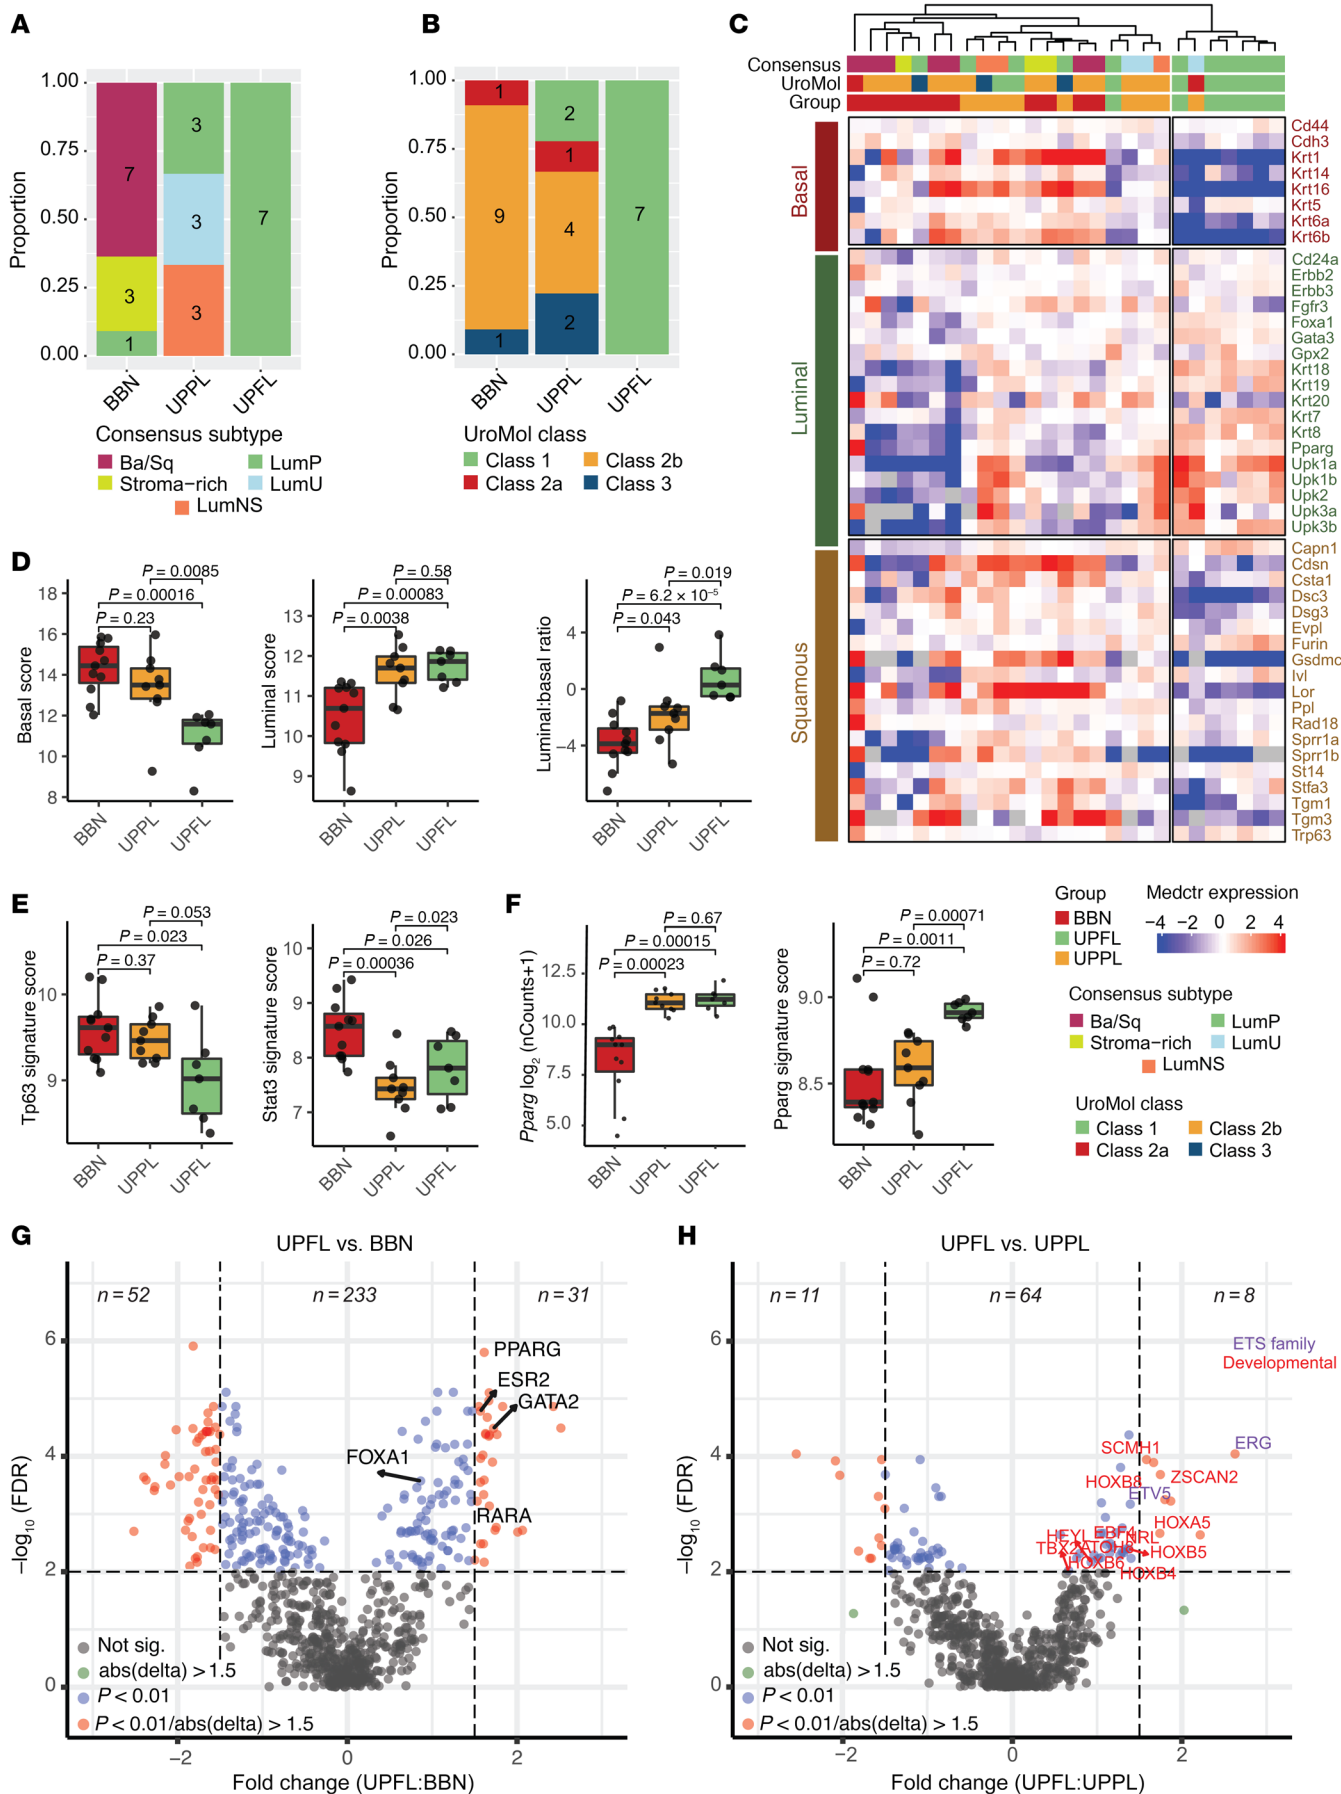 A
1.00
0.75
0.50
0.25
0.00
Proportion
7
3
1
3
3
3
7
BBN
UPPL
UPFL
Consensus subtype
Ba/Sq
LumP
Stroma−rich
LumU
LumNS
B
1.00
0.75
0.50
0.25
0.00
Proportion
1
9
1
2
1
4
2
7
BBN
UPPL
UPFL
UroMol class
Class 1
Class 2b
Class 2a
Class 3
C
Consensus
UroMol
Group
Basal
Cd44
Cdh3
Krt1
Krt14
Krt16
Krt5
Krt6a
Krt6b
Luminal
Cd24a
Erbb2
Erbb3
Fgfr3
Foxa1
Gata3
Gpx2
Krt18
Krt19
Krt20
Krt7
Krt8
Pparg
Upk1a
Upk1b
Upk2
Upk3a
Upk3b
Squamous
Capn1
Cdsn
Csta1
Dsc3
Dsg3
Evpl
Furin
Gsdmc
Ivl
Lor
Ppl
Rad18
Sprr1a
Sprr1b
St14
Stfa3
Tgm1
Tgm3
Trp63
D
P = 0.0085
P = 0.00016
P = 0.23
18
16
14
12
10
8
Basal score
BBN
UPPL
UPFL
P = 0.58
P = 0.00083
P = 0.0038
13
12
11
10
9
Luminal score
BBN
UPPL
UPFL
P = 0.019
P = 6.2 × 10⁻⁵
P = 0.043
4
0
−4
Luminal:basal ratio
BBN
UPPL
UPFL
E
P = 0.053
P = 0.023
P = 0.37
10
9
Tp63 signature score
BBN
UPPL
UPFL
P = 0.023
P = 0.026
P = 0.00036
10
9
8
7
Stat3 signature score
BBN
UPPL
UPFL
F
P = 0.67
P = 0.00015
P = 0.00023
12.5
10.0
7.5
5.0
Pparg log₂ (nCounts+1)
BBN
UPPL
UPFL
P = 0.00071
P = 0.0011
P = 0.72
9.0
8.5
Pparg signature score
BBN
UPPL
UPFL
Group
BBN
UPFL
UPPL
Medctr expression
−4 −2 0 2 4
Consensus subtype
Ba/Sq
LumP
Stroma−rich
LumU
LumNS
UroMol class
Class 1
Class 2b
Class 2a
Class 3
G
UPFL vs. BBN
n = 52
n = 233
n = 31
6
4
2
0
−log₁₀ (FDR)
PPARG
ESR2
GATA2
FOXA1
RARA
Not sig.
abs(delta) > 1.5
P < 0.01
P < 0.01/abs(delta) > 1.5
−2
0
2
Fold change (UPFL:BBN)
H
UPFL vs. UPPL
n = 11
n = 64
n = 8
6
4
2
0
−log₁₀ (FDR)
ETS family
Developmental
ERG
SCMH1
ZSCAN2
HOXB8
ETV5
HOXA5
HEYL
EBF4
NRL
TBX2
ATOH8
HOXB5
HOXB6
HOXB4
Not sig.
abs(delta) > 1.5
P < 0.01
P < 0.01/abs(delta) > 1.5
−2
0
2
Fold change (UPFL:UPPL)